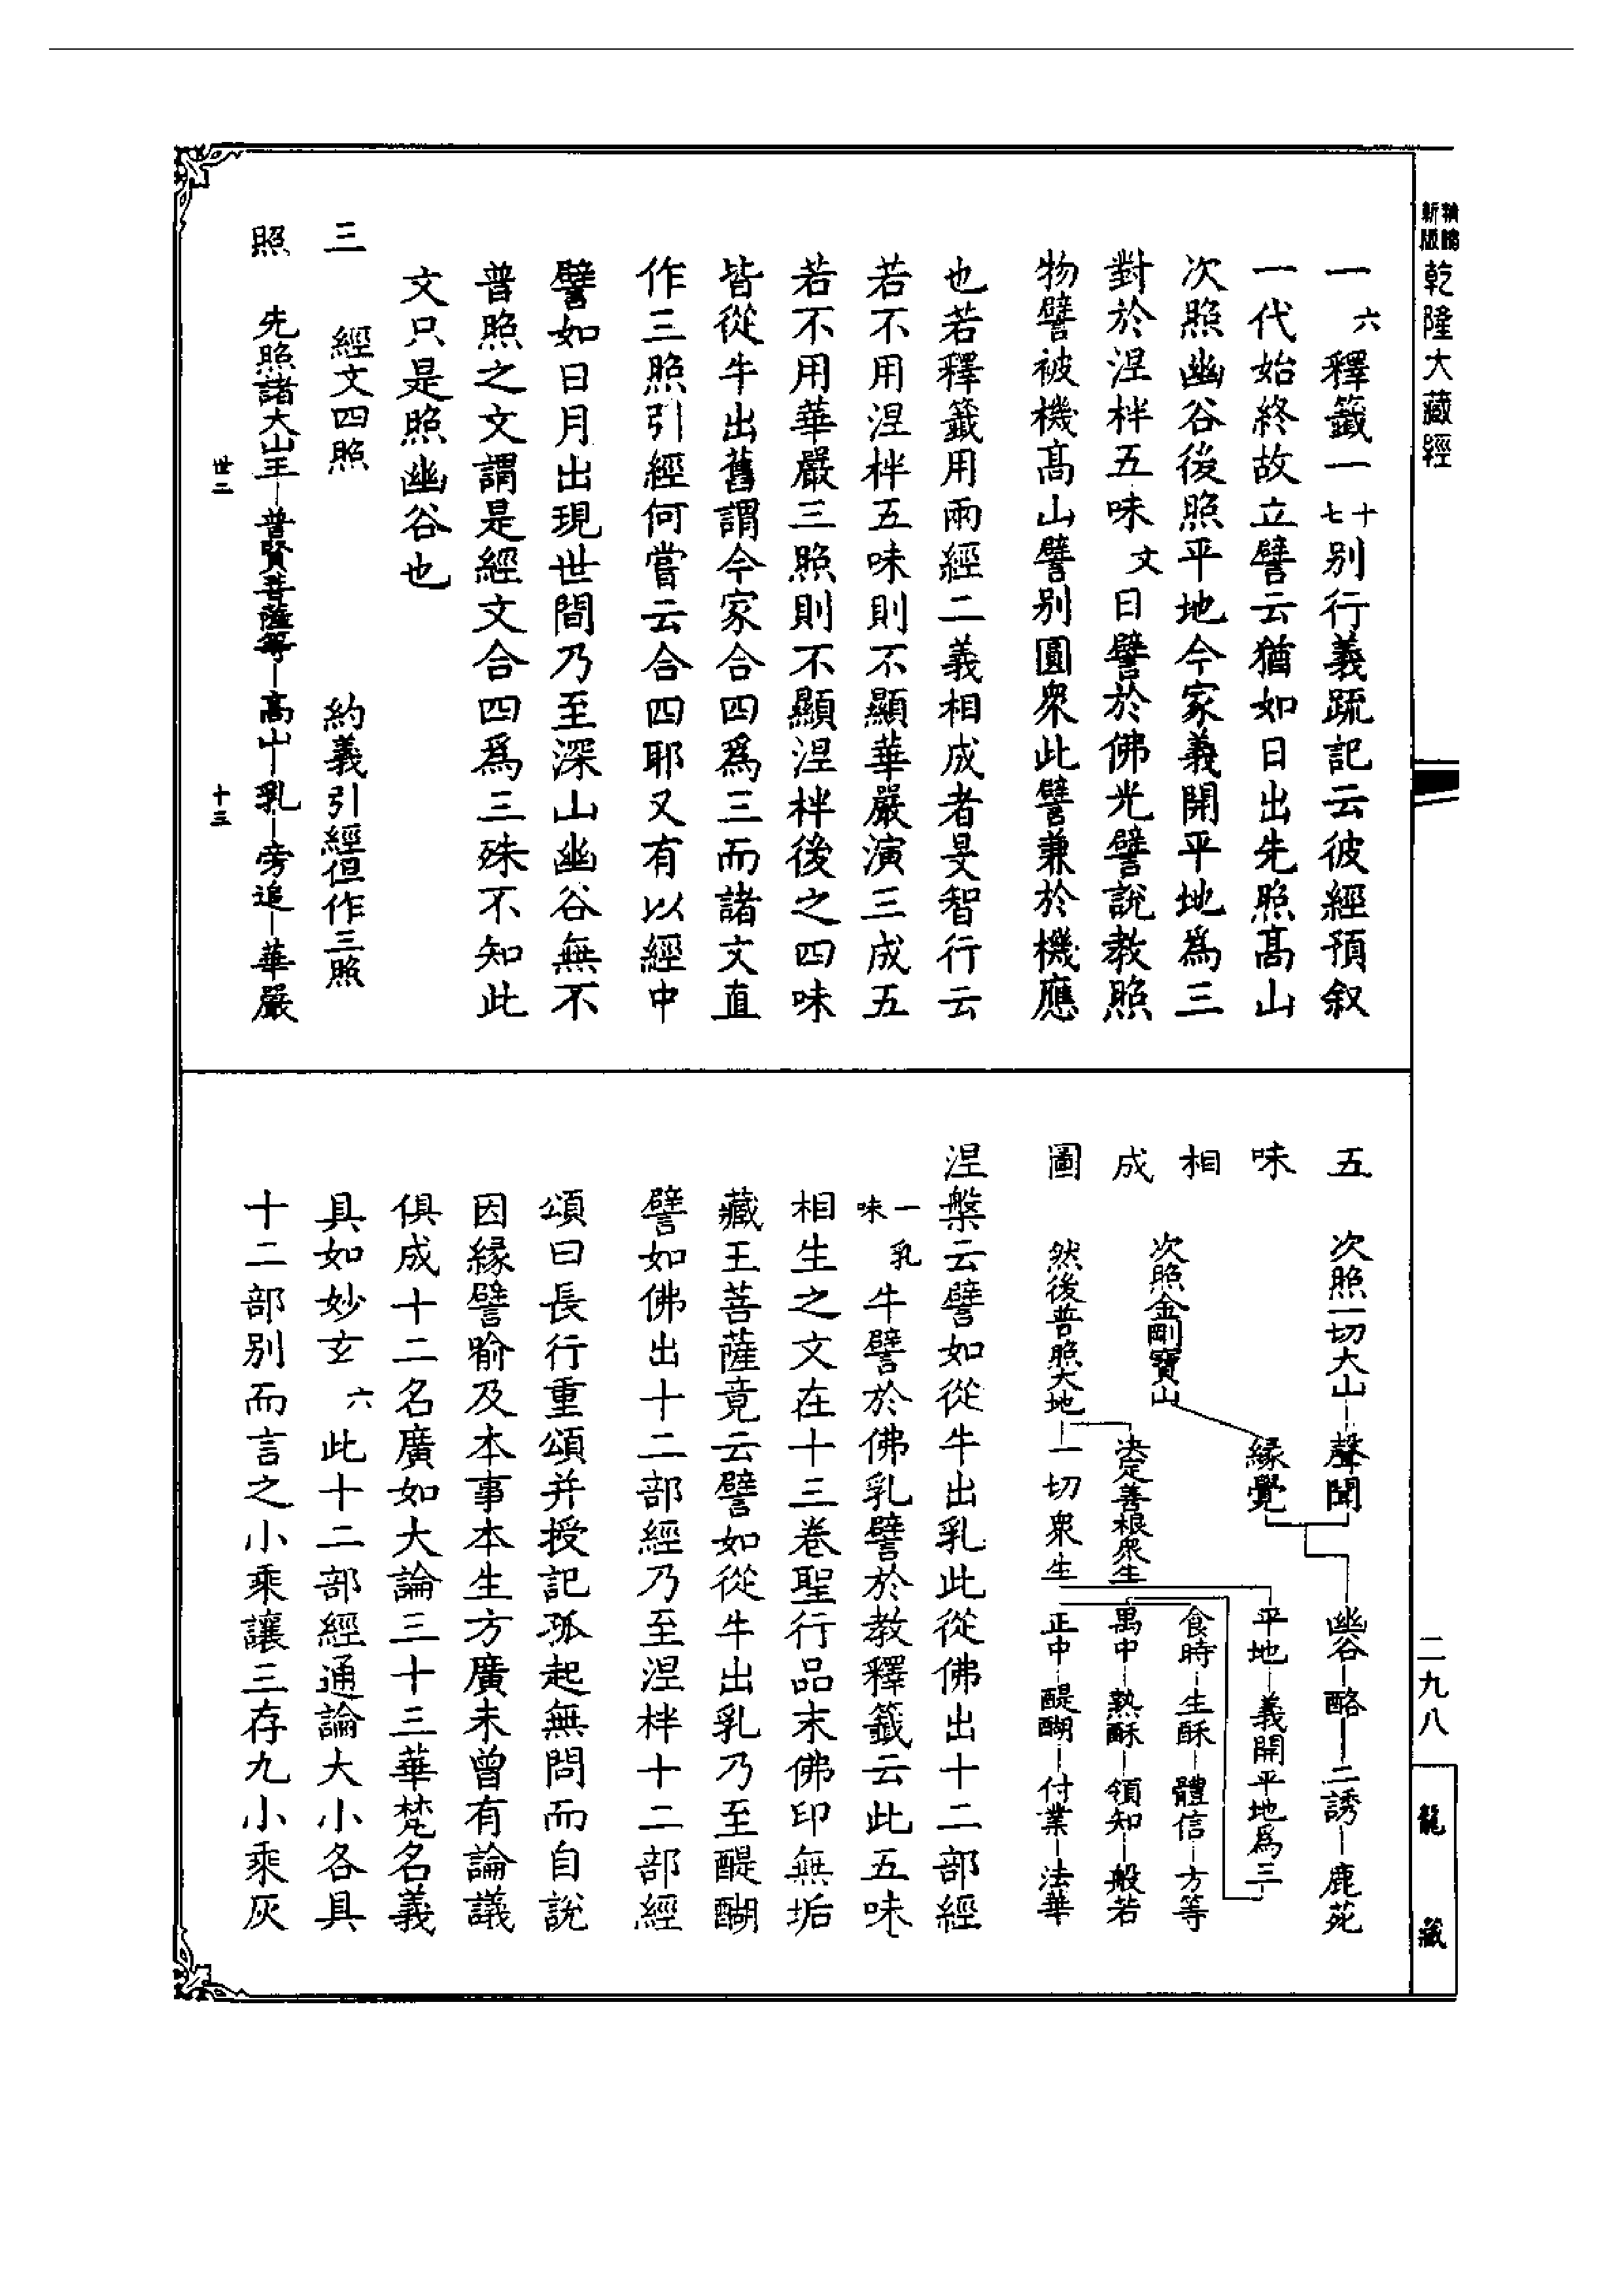 新版
乾隆大藏經
一六釋籤一十七別行義疏記云彼經預叙
一代始終故立譬云猶如日出先照髙山
次照幽谷後照平地今家義開平地爲三
對於涅柈五味文日譬於佛光譬說教照
物譬被機髙山譬别圓衆此譬兼於機應
也若釋籤用兩經二義相成者旻智行云
若不用涅柈五味則不顯華嚴演三成五
若不用華嚴三照則不顯涅柈後之四味
皆從牛出舊謂今家合四爲三而諸文直
作三照引經何嘗云合四耶又有以經中
譬如日月出現世間乃至深山幽谷無不
普照之文謂是經文合四爲三殊不知此
文只是照幽谷也
三 經文四照 約義引經但作三照
照 先照諸大山王 普賢菩薩等 髙山 乳 旁追 華嚴
世二 十三
五 次照一切大山 聲聞 幽谷 酪 二誘 鹿苑
味 緣覺 平地 義開平地爲三
相 次照金剛寶山 食時 生酥 體信 方等
成 决定善根衆生 禺中 熟酥 領知 般若
圖 然後普照大地 一切衆生 正中 醍醐 付業 法華
涅槃云譬如從牛出乳此從佛出十二部經
一味乳牛譬於佛乳譬於教釋籤云此五味
相生之文在十三卷聖行品末佛印無垢
藏王菩薩竟云譬如從牛出乳乃至醍醐
譬如佛出十二部經乃至涅柈十二部經
頌曰長行重頌并授記孤起無問而自說
因緣譬喻及本事本生方廣未曾有論議
俱成十二名廣如大論三十三華梵名義
具如妙玄六此十二部經通論大小各具
十二部别而言之小乘讓三存九小乘灰
二九八
龍藏